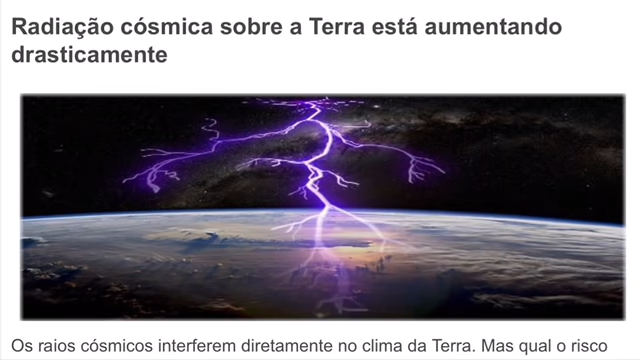 Radiação cósmica sobre a Terra está aumentando
drasticamente
Os raios cósmicos interferem diretamente no clima da Terra. Mas qual o risco